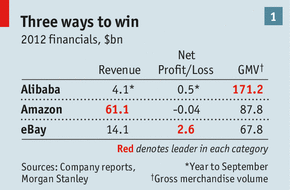 Three ways to win
1
2012 financials, $bn
Net
Revenue Profit/Loss GMV†
Alibaba 4.1* 0.5* 171.2
Amazon 61.1 -0.04 87.8
eBay 14.1 2.6 67.8
Red denotes leader in each category
Sources: Company reports, *Year to September
Morgan Stanley †Gross merchandise volume